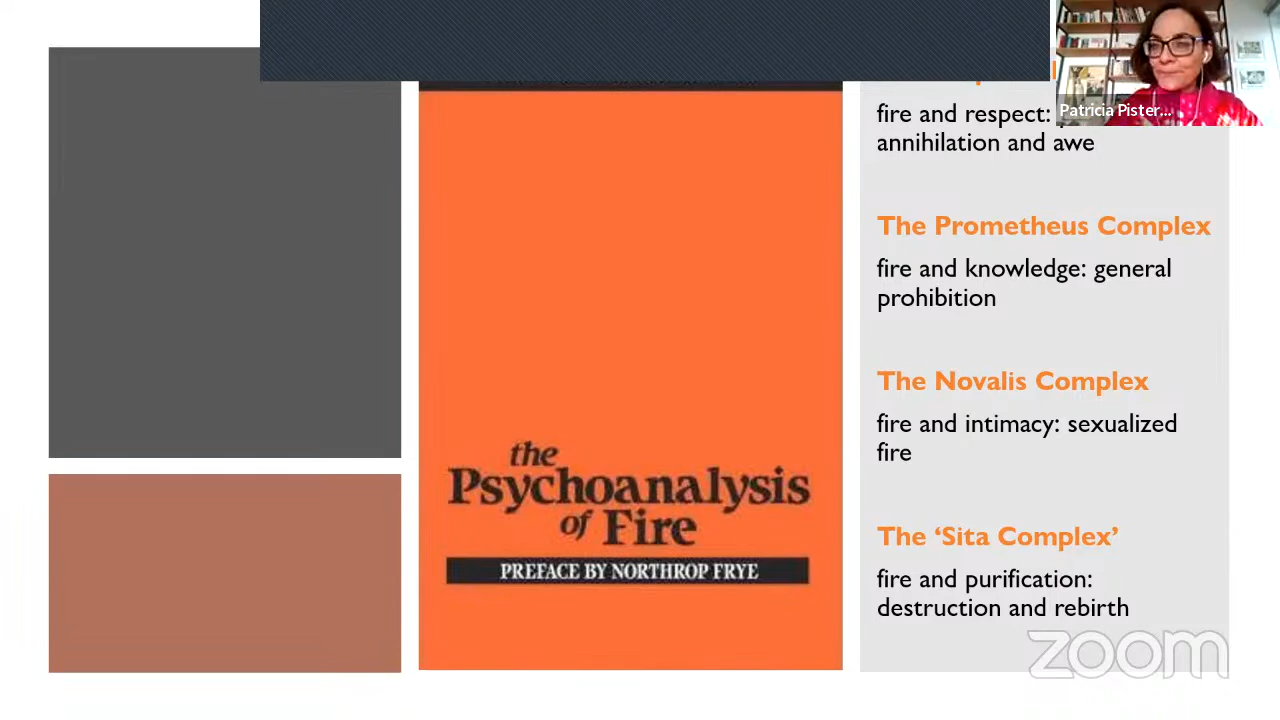 the
Psychoanalysis
of Fire
PREFACE BY NORTHROP FRYE
fire and respect:
annihilation and awe
The Prometheus Complex
fire and knowledge: general
prohibition
The Novalis Complex
fire and intimacy: sexualized
fire
The ‘Sita Complex’
fire and purification:
destruction and rebirth
Patricia Pister...
zoom